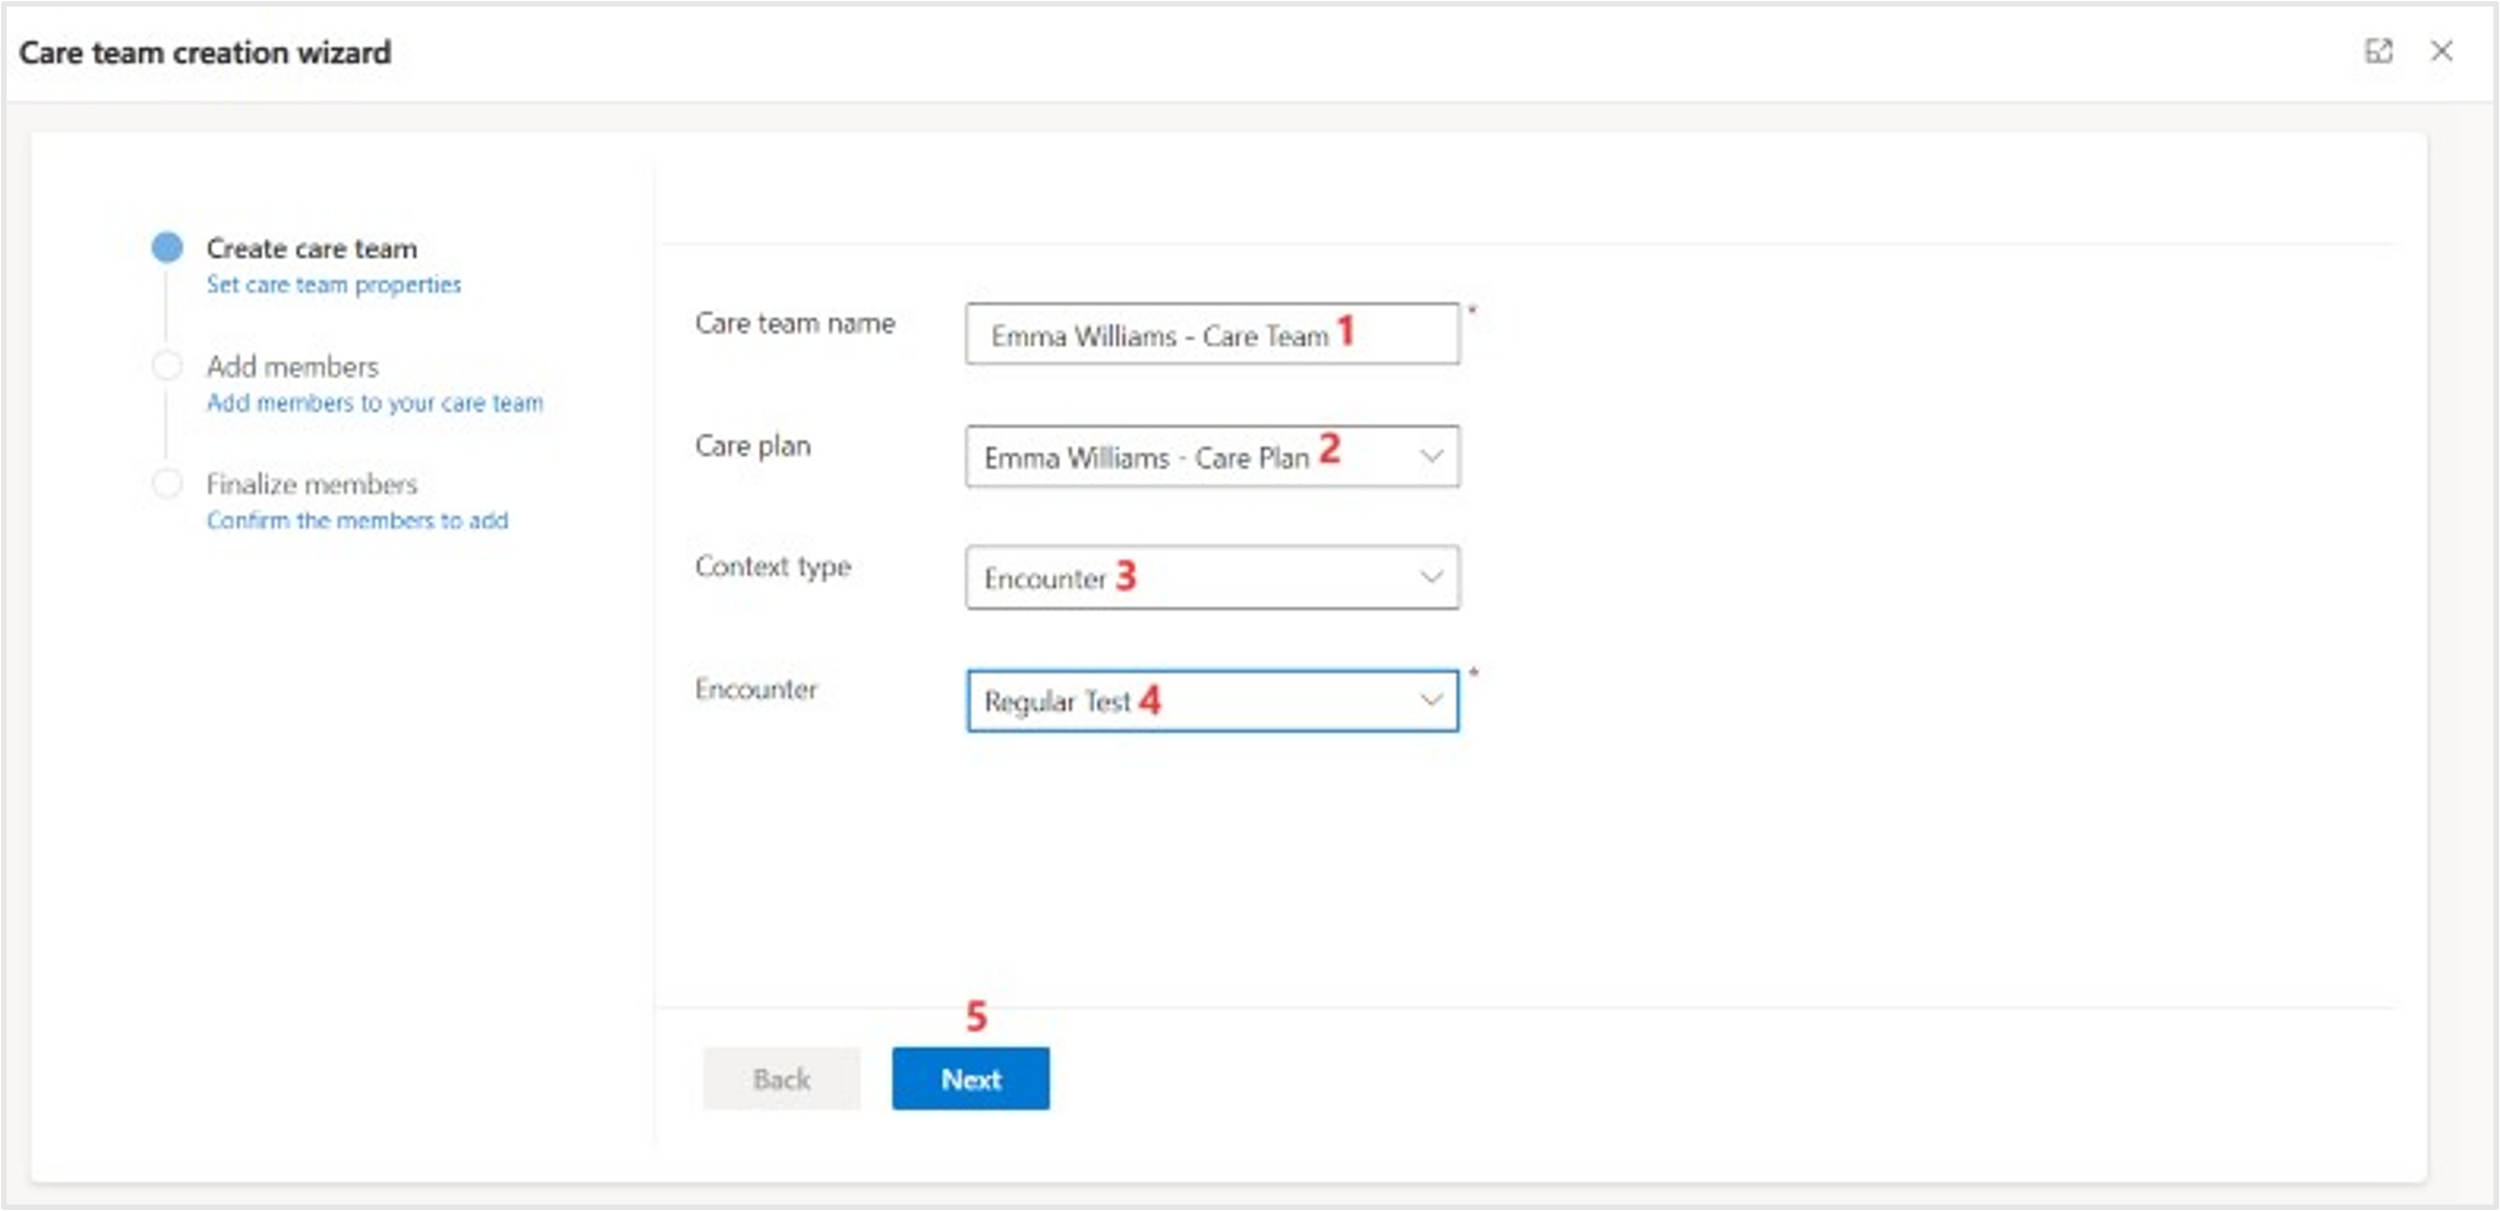 Care team creation wizard
Create care team
Set care team properties
Add members
Add members to your care team
Finalize members
Confirm the members to add
Care team name
Emma Williams - Care Team 1 *
Care plan
Emma Williams - Care Plan 2
Context type
Encounter 3
Encounter
Regular Test 4 *
5
Back
Next